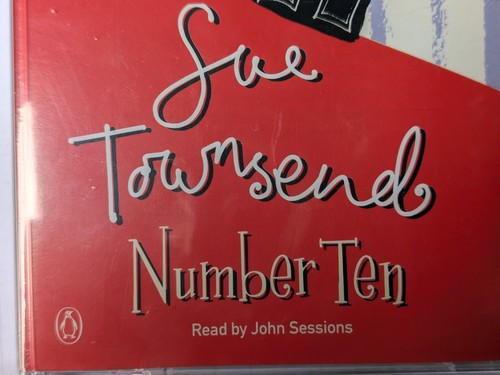 Sue
Townsend
Number Ten
Read by John Sessions